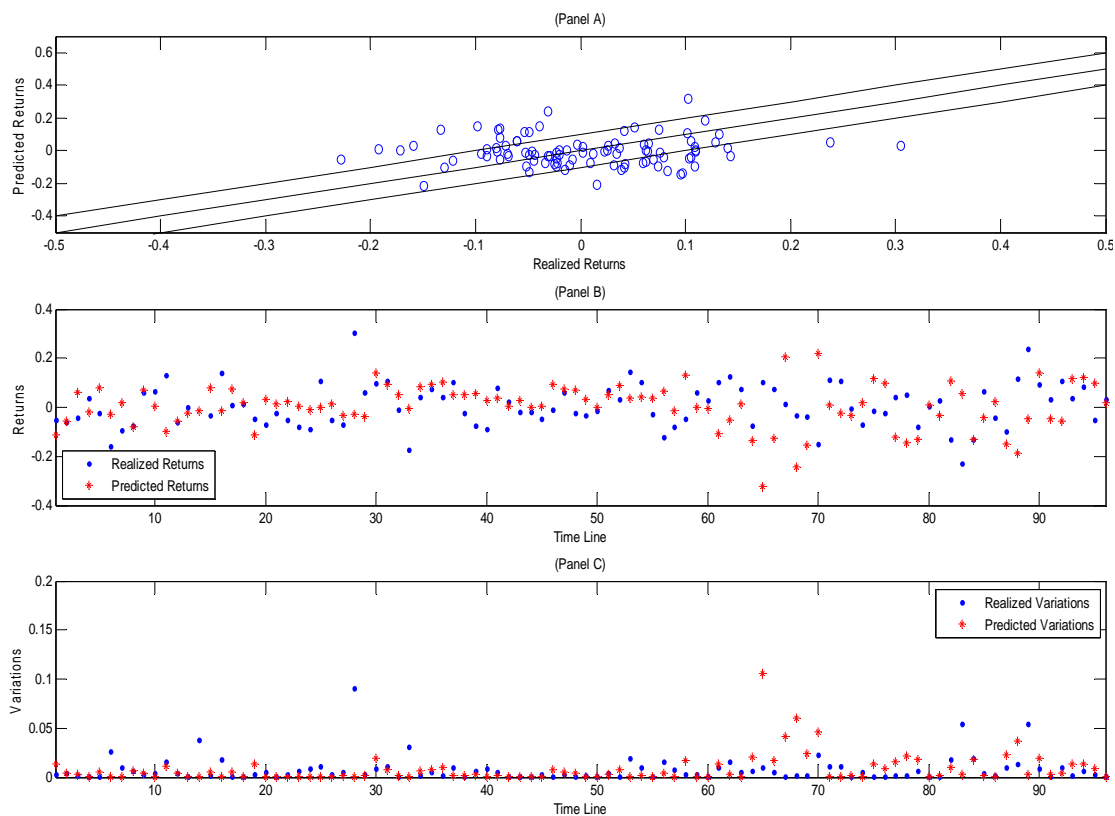 (Panel A)
0.6
0.4
0.2
0
-0.2
-0.4
Predicted Returns
-0.5 -0.4 -0.3 -0.2 -0.1 0 0.1 0.2 0.3 0.4 0.5
Realized Returns
(Panel B)
0.4
0.2
0
-0.2
-0.4
Returns
Realized Returns
Predicted Returns
10 20 30 40 50 60 70 80 90
Time Line
(Panel C)
0.2
0.15
0.1
0.05
0
Variations
Realized Variations
Predicted Variations
10 20 30 40 50 60 70 80 90
Time Line